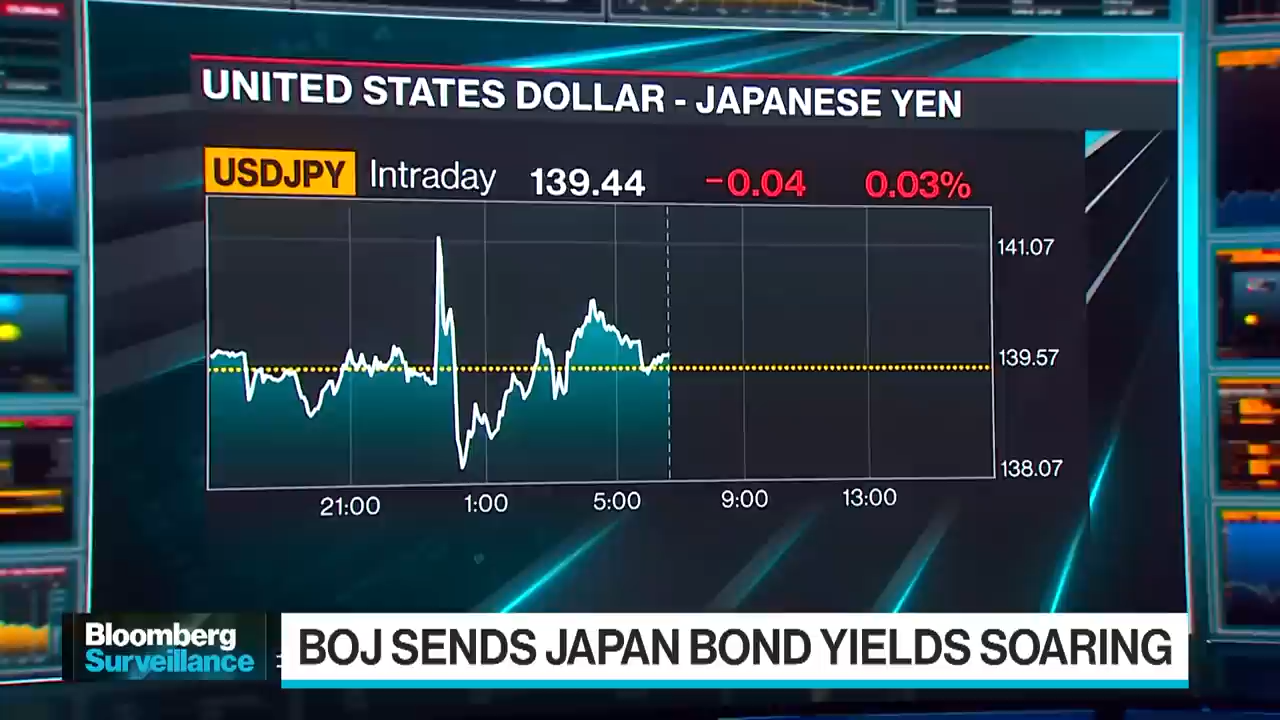 UNITED STATES DOLLAR - JAPANESE YEN
USDJPY Intraday 139.44 -0.04 0.03%
141.07
139.57
138.07
21:00 1:00 5:00 9:00 13:00
Bloomberg
Surveillance
BOJ SENDS JAPAN BOND YIELDS SOARING